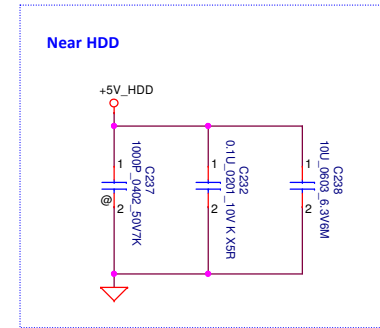 Near HDD
+5V_HDD
1
2
@
C237
1000P_0402_50V7K
1
2
C232
0.1U_0201_10V K X5R
1
2
C238
10U_0603_6.3V6M